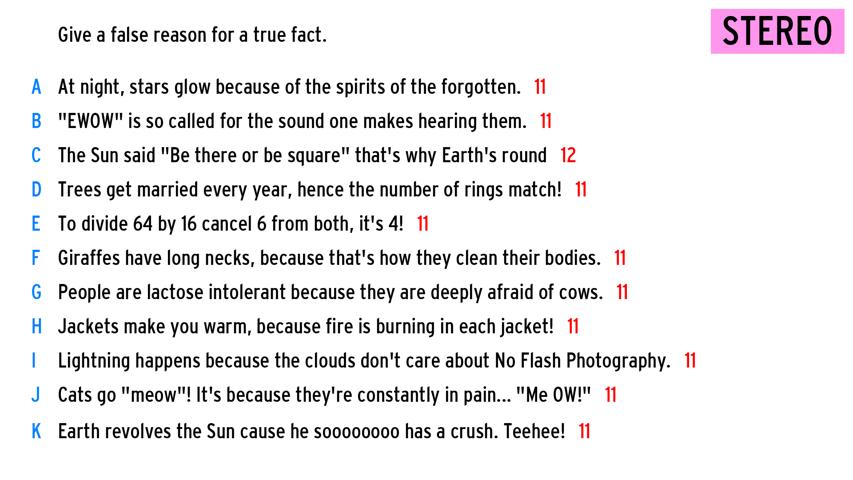 Give a false reason for a true fact.
STEREO
A At night, stars glow because of the spirits of the forgotten. 11
B "EWOW" is so called for the sound one makes hearing them. 11
C The Sun said "Be there or be square" that's why Earth's round 12
D Trees get married every year, hence the number of rings match! 11
E To divide 64 by 16 cancel 6 from both, it's 4! 11
F Giraffes have long necks, because that's how they clean their bodies. 11
G People are lactose intolerant because they are deeply afraid of cows. 11
H Jackets make you warm, because fire is burning in each jacket! 11
I Lightning happens because the clouds don't care about No Flash Photography. 11
J Cats go "meow"! It's because they're constantly in pain... "Me OW!" 11
K Earth revolves the Sun cause he soooooooo has a crush. Teehee! 11